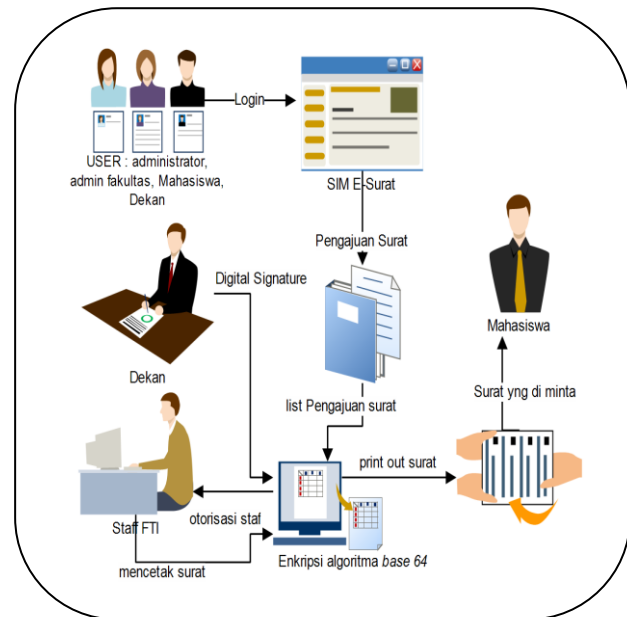 Login
USER : administrator,
admin fakultas, Mahasiswa,
Dekan
SIM E-Surat
Pengajuan Surat
Digital Signature
Dekan
Mahasiswa
list Pengajuan surat
Surat yng di minta
print out surat
Staff FTI
otorisasi staf
mencetak surat
Enkripsi algoritma base 64